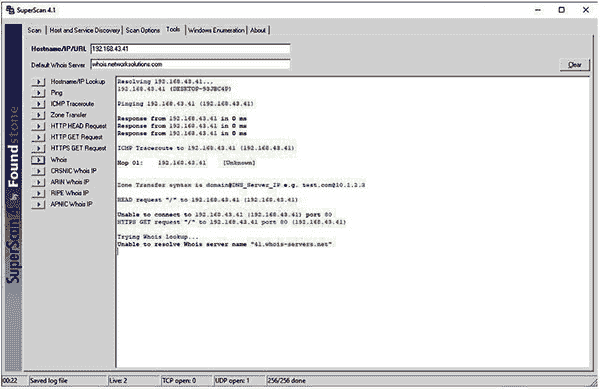 SuperScan 4.1
Scan
Host and Service Discovery
Scan Options
Tools
Windows Enumeration
About
Hostname/IP/URL
192.168.43.41
Default Whois Server
whois.networksolutions.com
Clear
Hostname/IP Lookup
Ping
ICMP Traceroute
Zone Transfer
HTTP HEAD Request
HTTP GET Request
HTTPS GET Request
Whois
CRSNIC Whois IP
ARIN Whois IP
RIPE Whois IP
APNIC Whois IP
SuperScan 4 by Foundstone
Resolving 192.168.43.41...
192.168.43.41 (DESKTOP-93JBC4P)
Pinging 192.168.43.41 (192.168.43.41)
Response from 192.168.43.41 in 0 ms
Response from 192.168.43.41 in 0 ms
Response from 192.168.43.41 in 0 ms
ICMP Traceroute to 192.168.43.41 (192.168.43.41)
Hop 01: 192.168.43.41 [Unknown]
Zone Transfer syntax is domain@DNS_Server_IP e.g. test.com@10.1.2.3
HEAD request "/" to 192.168.43.41 (192.168.43.41)
Unable to connect to 192.168.43.41 (192.168.43.41) port 80
HTTPS GET request "/" to 192.168.43.41 port 80 (192.168.43.41)
Trying Whois lookup...
Unable to resolve Whois server name "41.whois-servers.net"
00:22
Saved log file
Live: 2
TCP open: 0
UDP open: 1
256/256 done